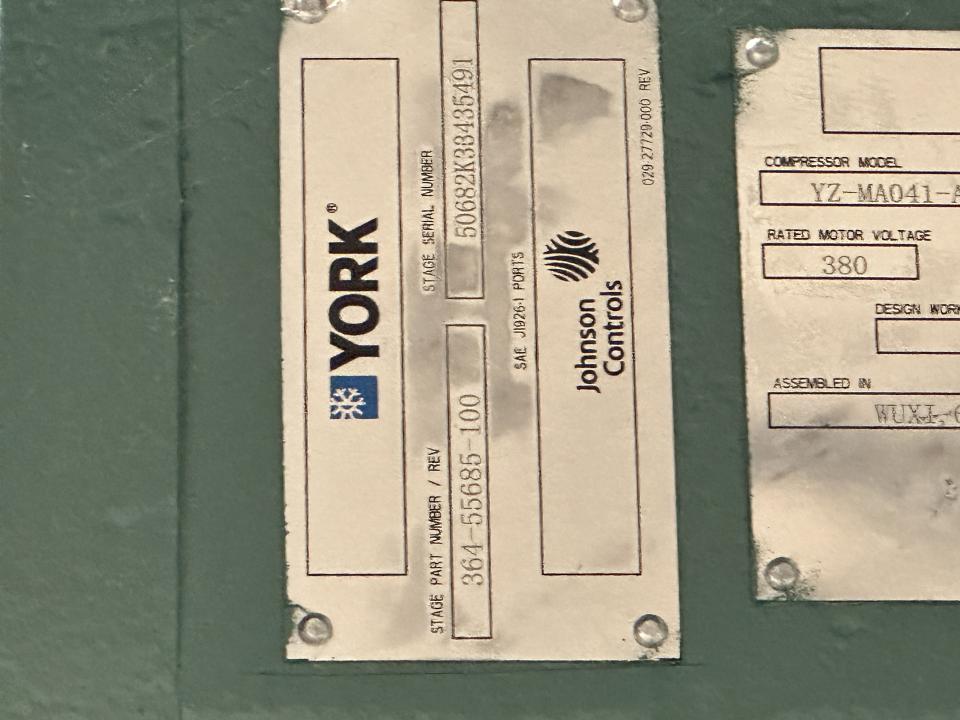 YORK®
STAGE PART NUMBER / REV
364-55685-100
STAGE SERIAL NUMBER
50682K38435491
SAE J1926-1 PORTS
Johnson
Controls
029-27729-000 REV
COMPRESSOR MODEL
YZ-MA041-A
RATED MOTOR VOLTAGE
380
DESIGN WORK
ASSEMBLED IN
WUXI,